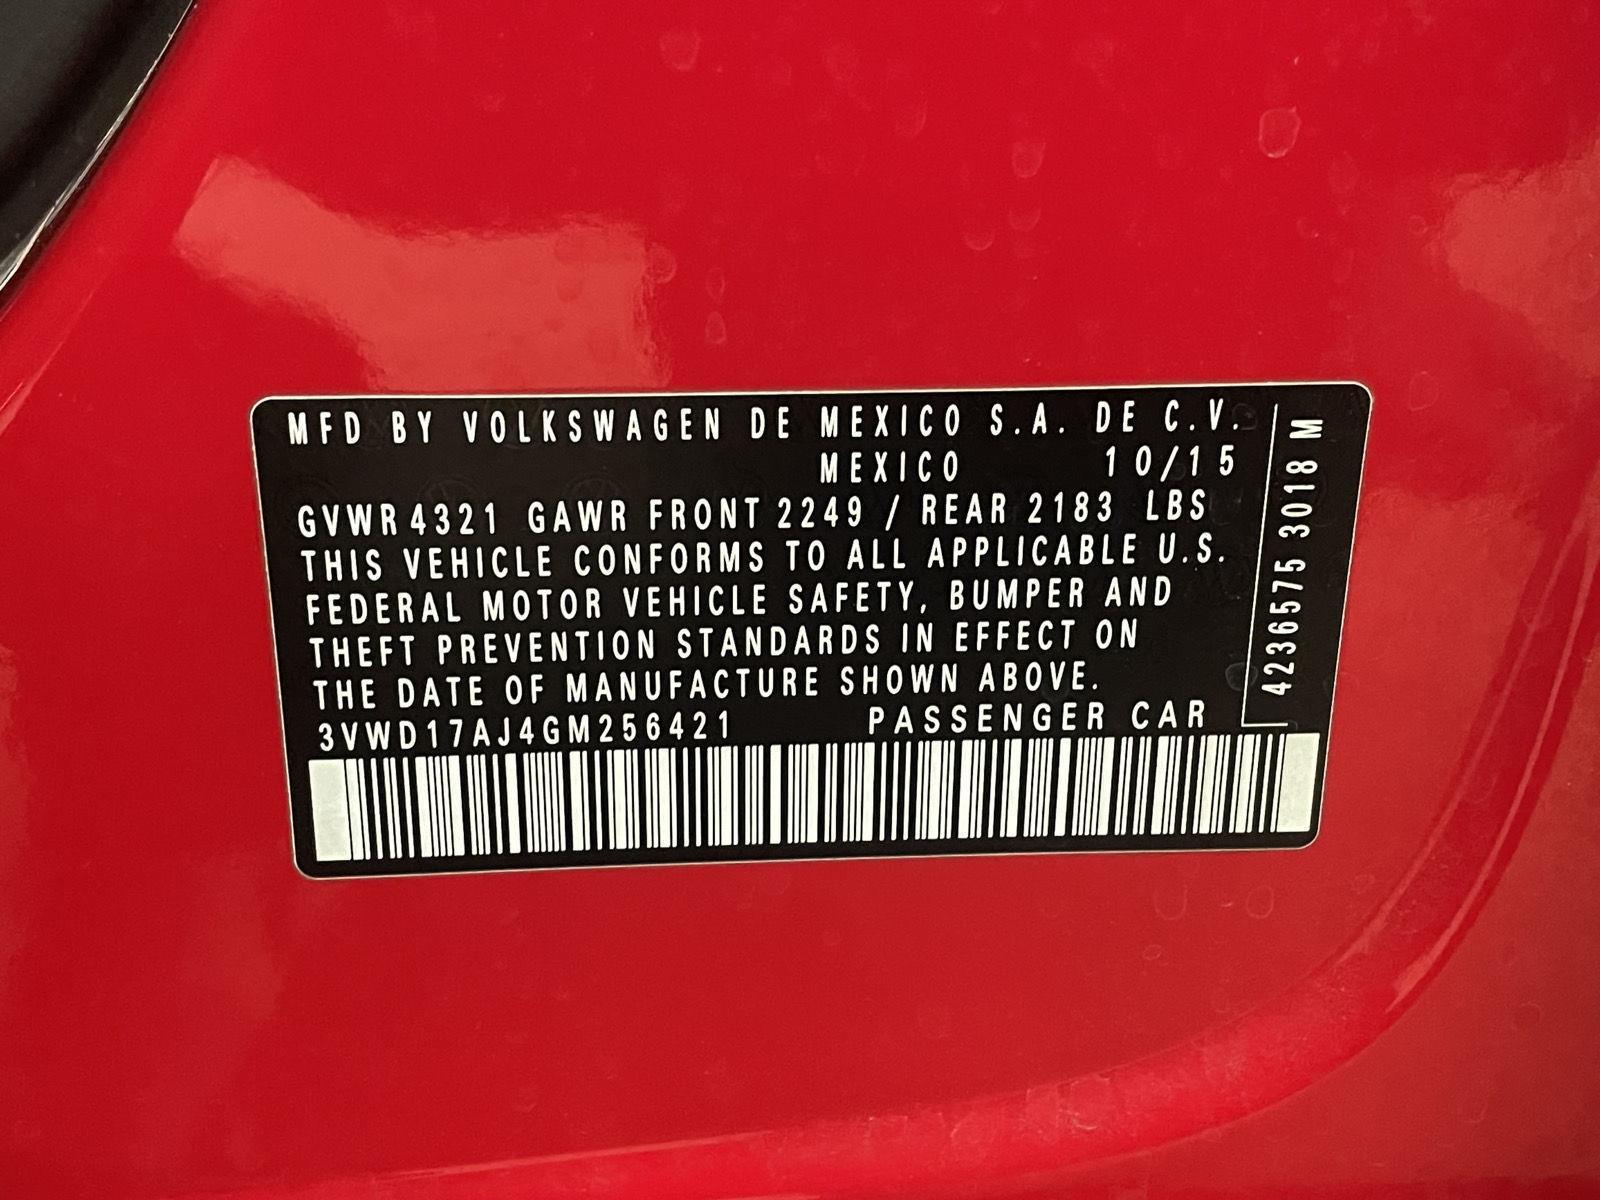 MFD BY VOLKSWAGEN DE MEXICO S.A. DE C.V.
MEXICO 10/15
GVWR 4321 GAWR FRONT 2249 / REAR 2183 LBS
THIS VEHICLE CONFORMS TO ALL APPLICABLE U.S.
FEDERAL MOTOR VEHICLE SAFETY, BUMPER AND
THEFT PREVENTION STANDARDS IN EFFECT ON
THE DATE OF MANUFACTURE SHOWN ABOVE.
3VWD17AJ4GM256421 PASSENGER CAR
4236575 3018 M